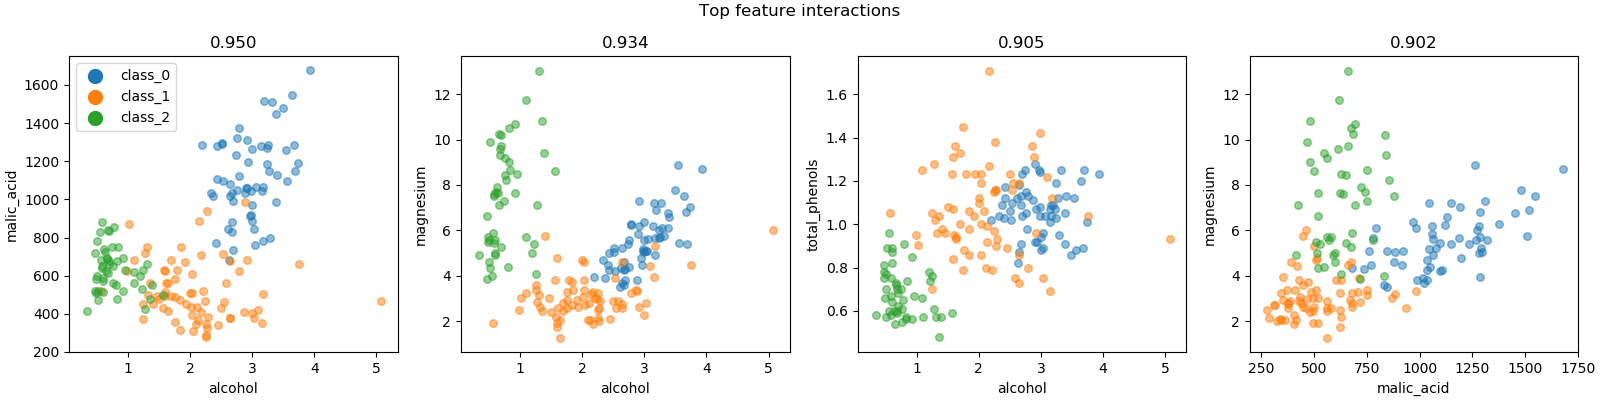 Top feature interactions
0.950
1600
1400
1200
1000
800
600
400
200
malic_acid
class_0
class_1
class_2
1 2 3 4 5
alcohol
0.934
12
10
8
6
4
2
magnesium
1 2 3 4 5
alcohol
0.905
1.6
1.4
1.2
1.0
0.8
0.6
total_phenols
1 2 3 4 5
alcohol
0.902
12
10
8
6
4
2
magnesium
250 500 750 1000 1250 1500 1750
malic_acid